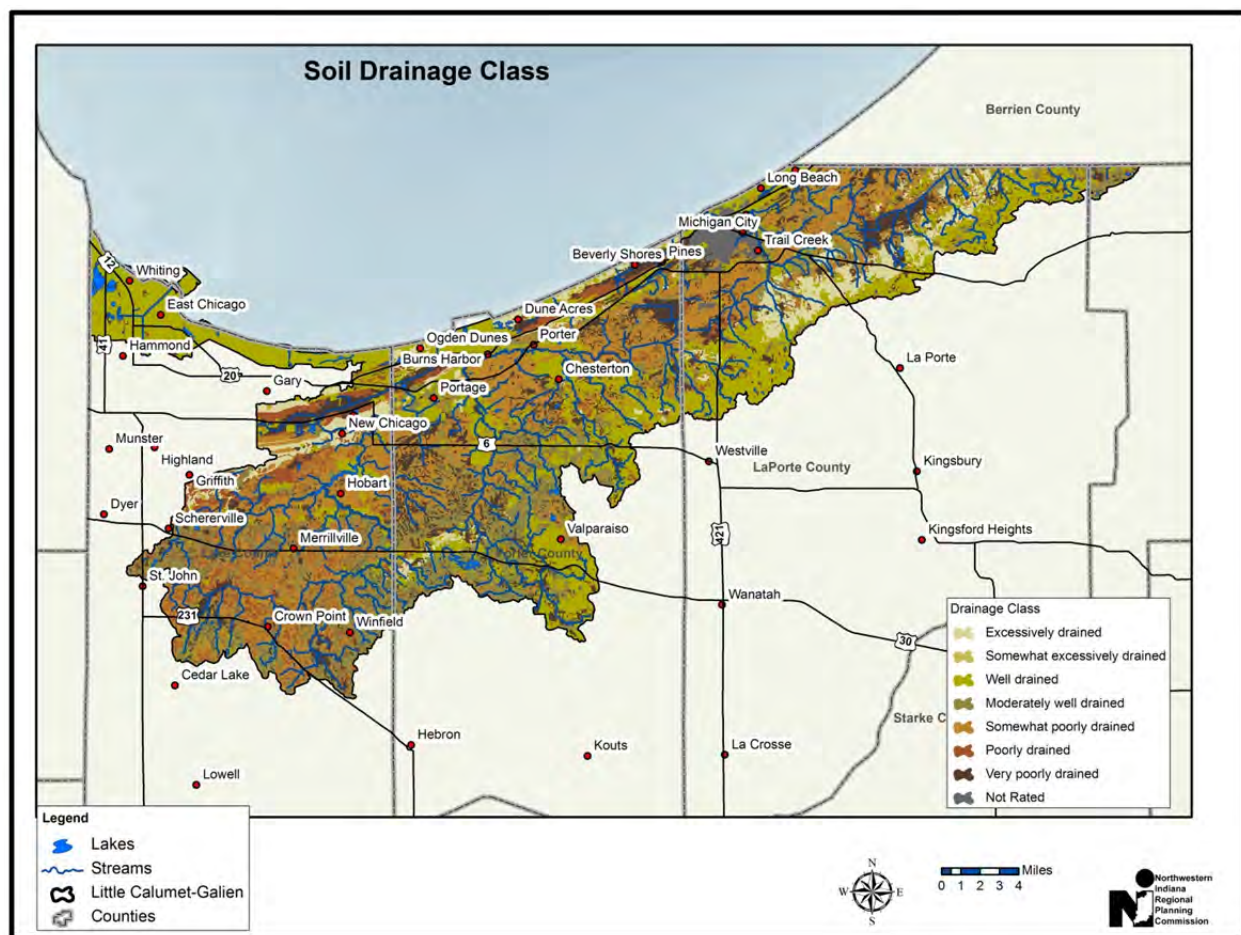 Soil Drainage Class
Berrien County
Long Beach
Michigan City
Trail Creek
Pines
Beverly Shores
12
Whiting
East Chicago
Dune Acres
Ogden Dunes
Porter
41
Hammond
Burns Harbor
La Porte
20
Gary
Chesterton
Portage
New Chicago
6
Munster
Westville
Highland
LaPorte County
Kingsbury
Griffith
Hobart
Dyer
Schererville
Valparaiso
421
Kingsford Heights
Merrillville
St. John
Wanatah
231
Crown Point
Winfield
30
Cedar Lake
Hebron
Kouts
La Crosse
Lowell
Drainage Class
Excessively drained
Somewhat excessively drained
Well drained
Moderately well drained
Somewhat poorly drained
Poorly drained
Very poorly drained
Not Rated
Legend
Lakes
Streams
Little Calumet-Galien
Counties
N
W
E
S
Miles
0 1 2 3 4
Northwestern
Indiana
Regional
Planning
Commission